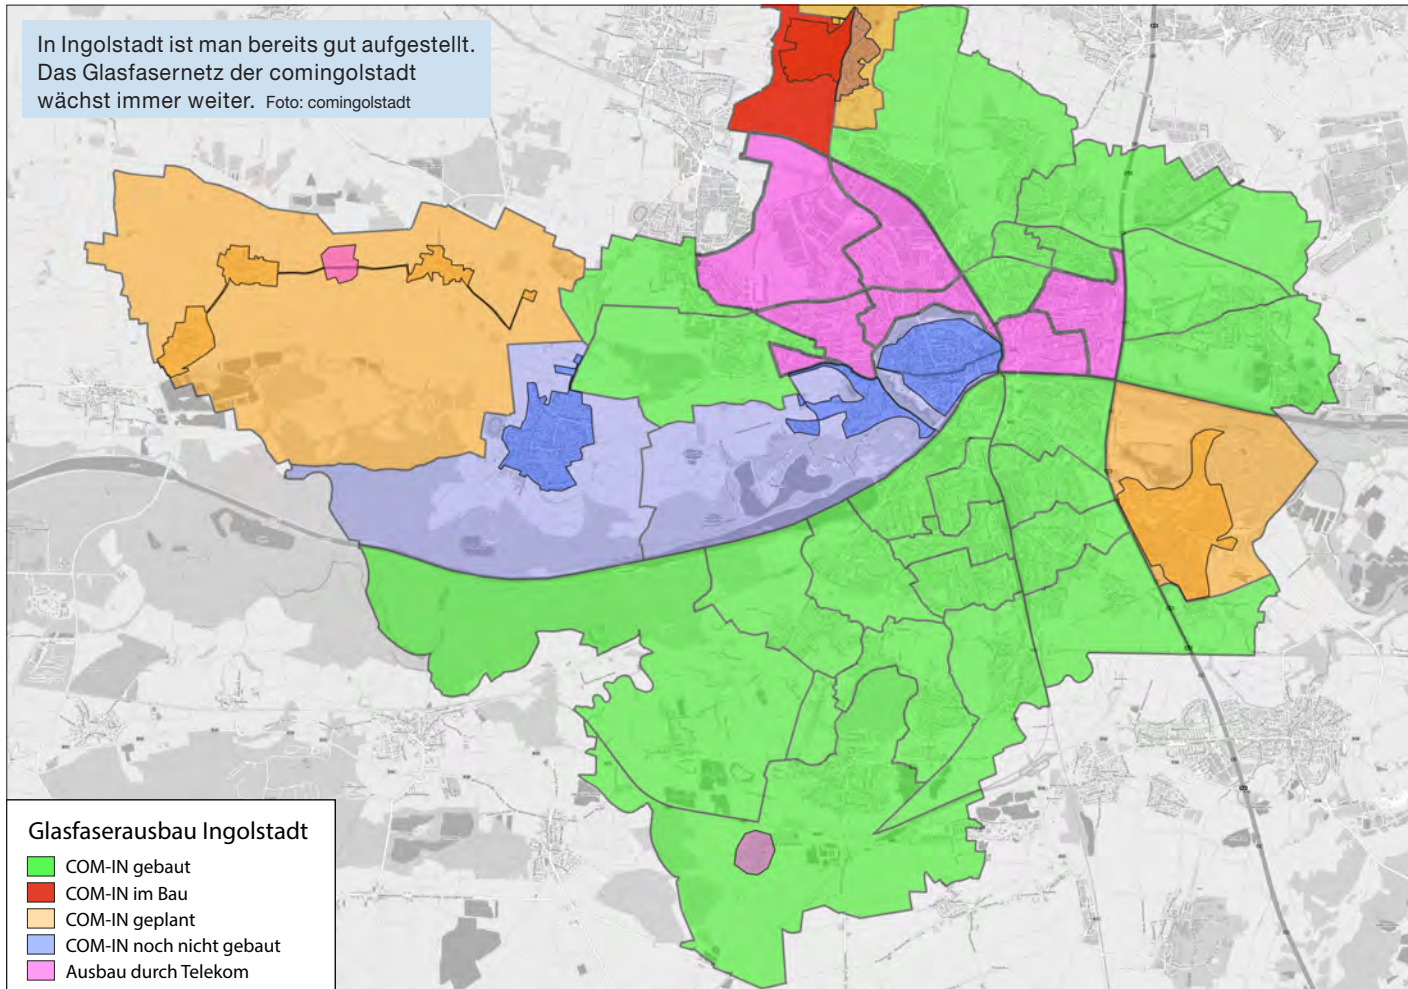 In Ingolstadt ist man bereits gut aufgestellt.
Das Glasfasernetz der comingolstadt
wächst immer weiter. Foto: comingolstadt
Glasfaserausbau Ingolstadt
COM-IN gebaut
COM-IN im Bau
COM-IN geplant
COM-IN noch nicht gebaut
Ausbau durch Telekom